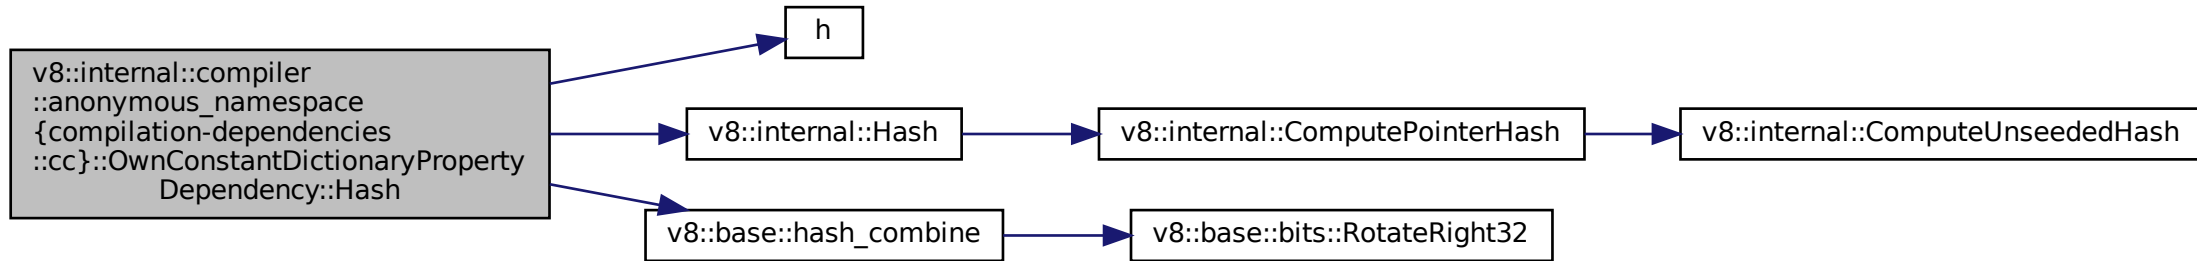 v8::internal::compiler
::anonymous_namespace
{compilation-dependencies
::cc}::OwnConstantDictionaryProperty
Dependency::Hash
h
v8::internal::Hash
v8::internal::ComputePointerHash
v8::internal::ComputeUnseededHash
v8::base::hash_combine
v8::base::bits::RotateRight32